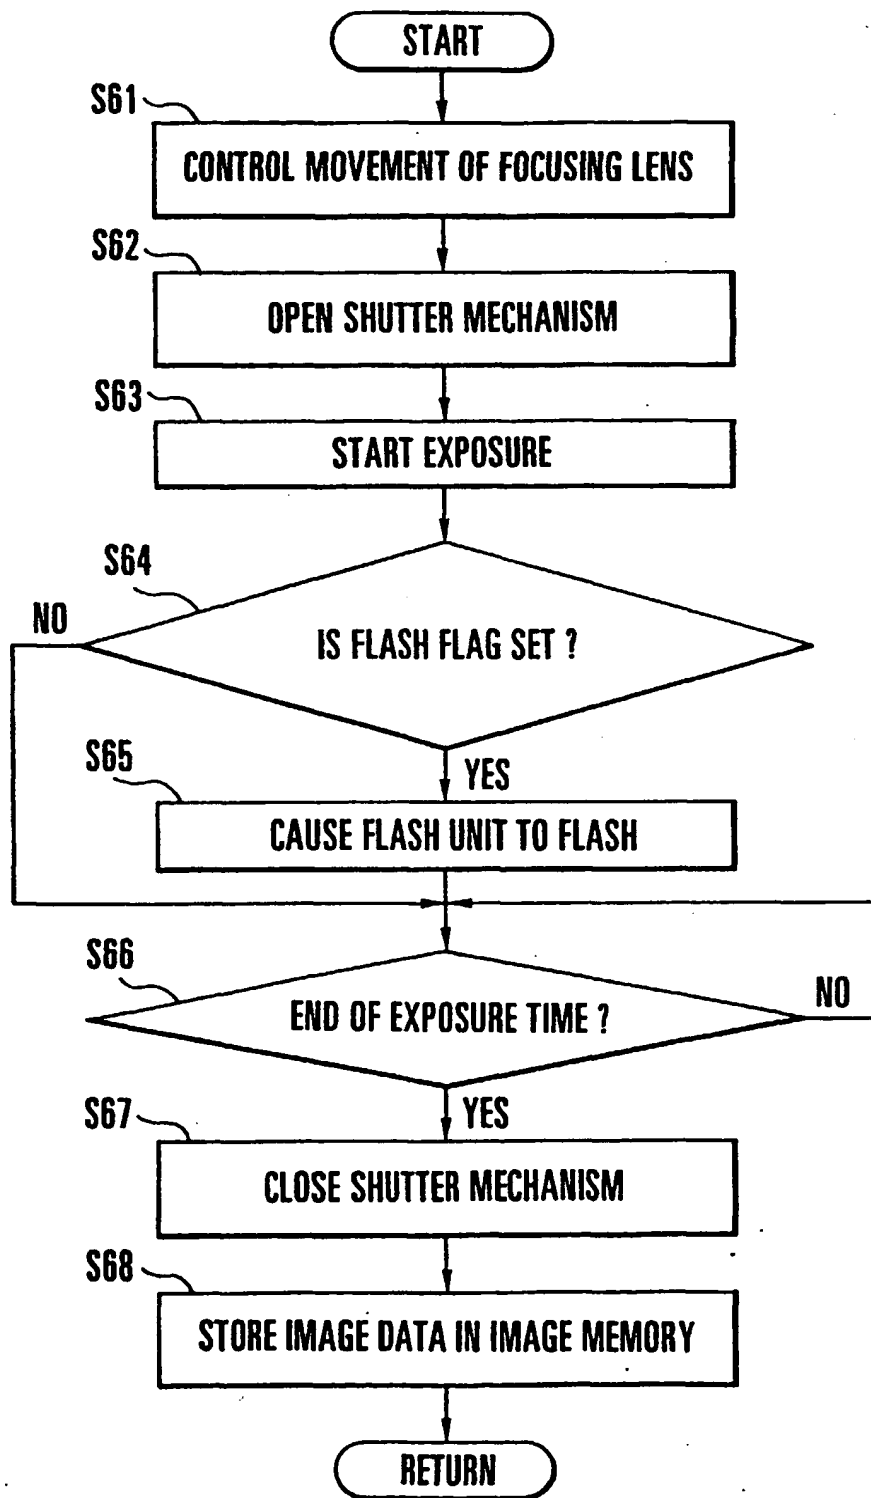 START
S61
CONTROL MOVEMENT OF FOCUSING LENS
S62
OPEN SHUTTER MECHANISM
S63
START EXPOSURE
S64
NO
IS FLASH FLAG SET ?
S65
YES
CAUSE FLASH UNIT TO FLASH
S66
NO
END OF EXPOSURE TIME ?
S67
YES
CLOSE SHUTTER MECHANISM
S68
STORE IMAGE DATA IN IMAGE MEMORY
RETURN